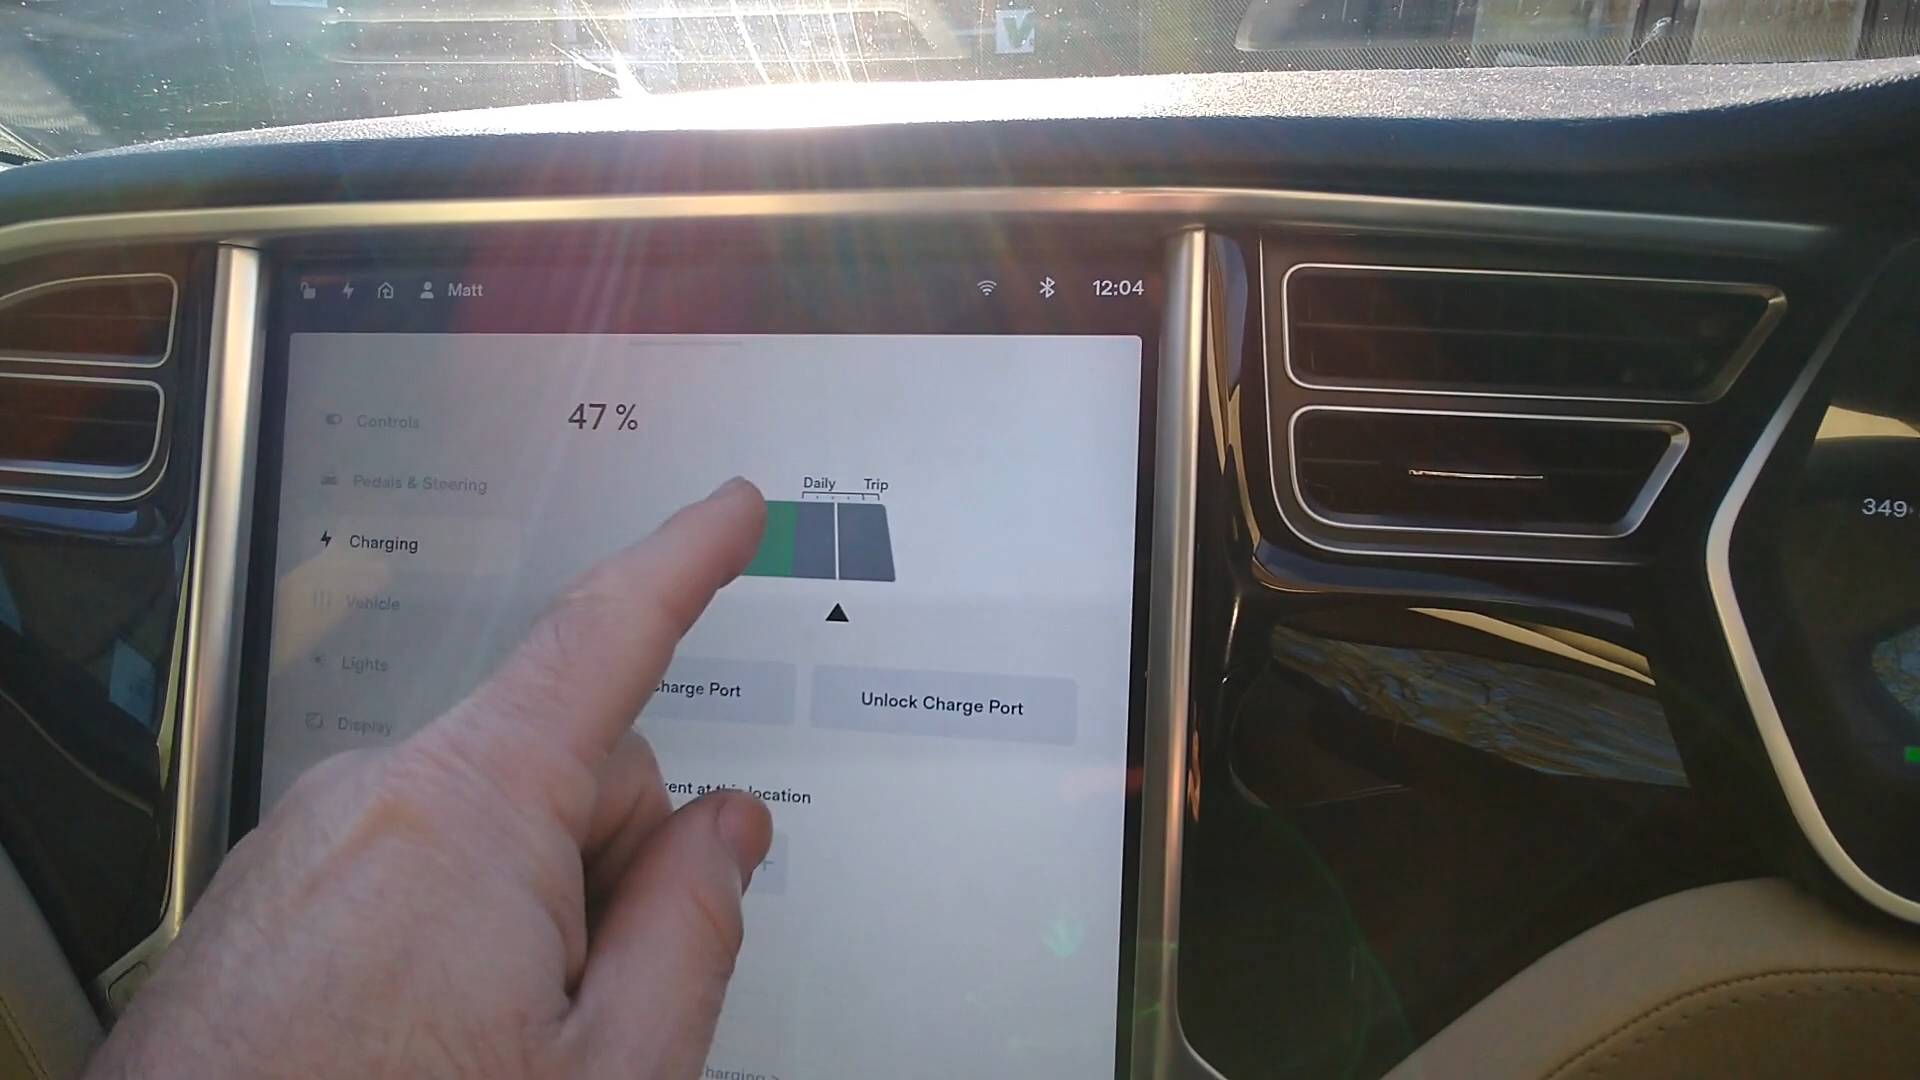 Matt
12:04
47 %
Controls
Pedals & Steering
Daily Trip
Charging
349
Vehicle
Lights
Charge Port
Unlock Charge Port
Display
location